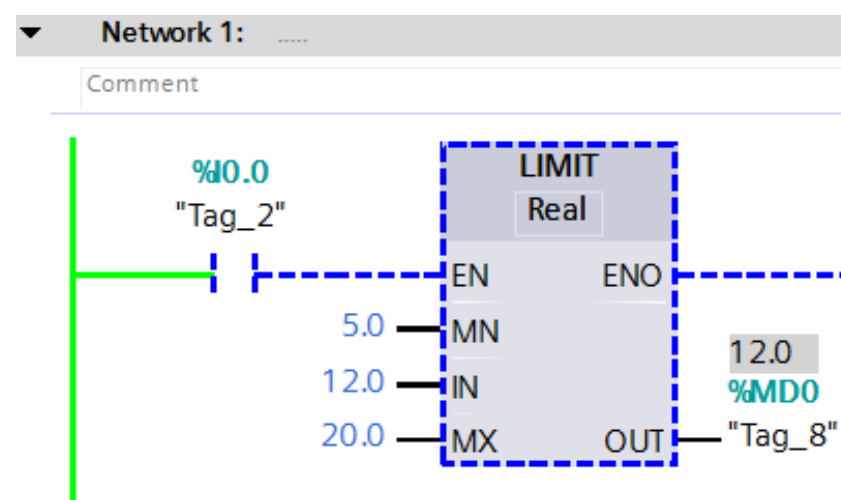 Network 1: .....
Comment
%I0.0
"Tag_2"
LIMIT
Real
EN ENO
5.0 MN
12.0 IN
20.0 MX OUT
12.0
%MD0
"Tag_8"